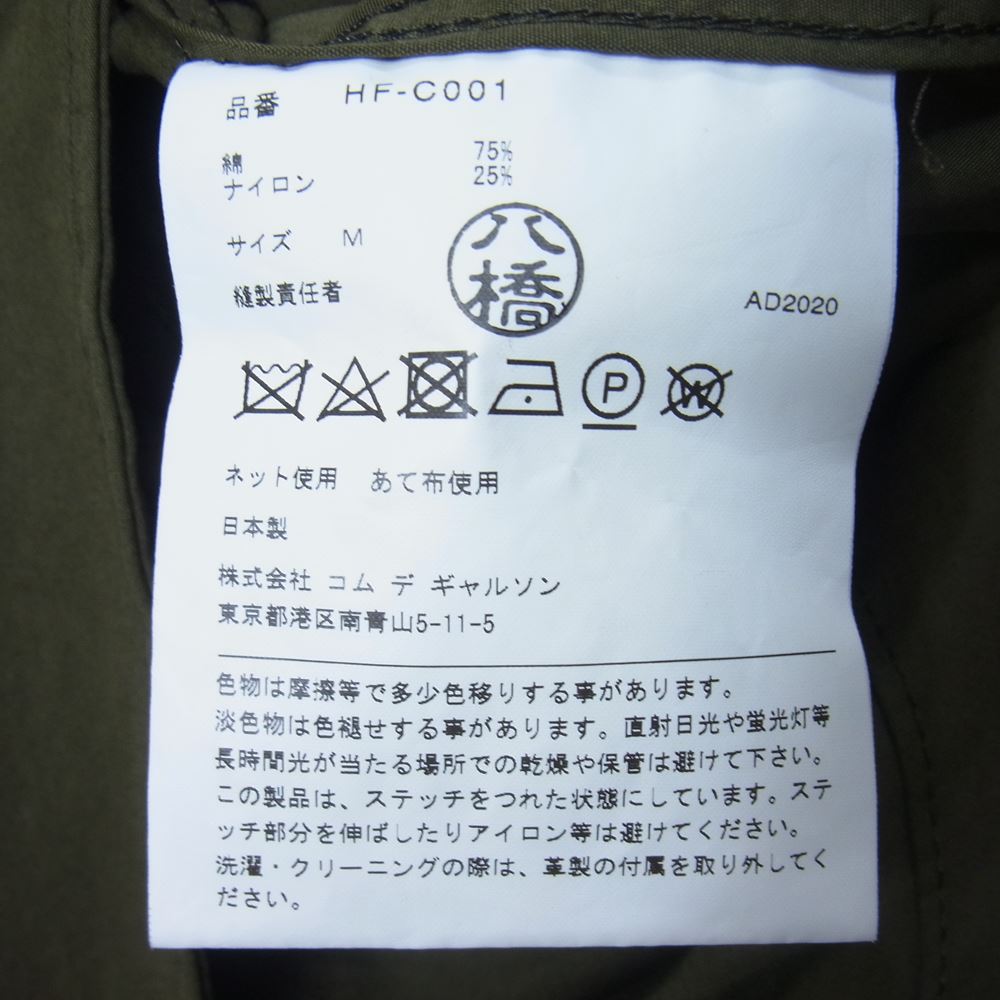 品番 HF-C001
綿 75%
ナイロン 25%
サイズ M
八橋
縫製責任者
AD2020
P
W
ネット使用 あて布使用
日本製
株式会社 コム デ ギャルソン
東京都港区南青山5-11-5
色物は摩擦等で多少色移りする事があります。
淡色物は色褪せする事があります。直射日光や蛍光灯等
長時間光が当たる場所での乾燥や保管は避けて下さい。
この製品は、ステッチをつれた状態にしています。ステ
ッチ部分を伸ばしたりアイロン等は避けてください。
洗濯・クリーニングの際は、革製の付属を取り外してく
ださい。